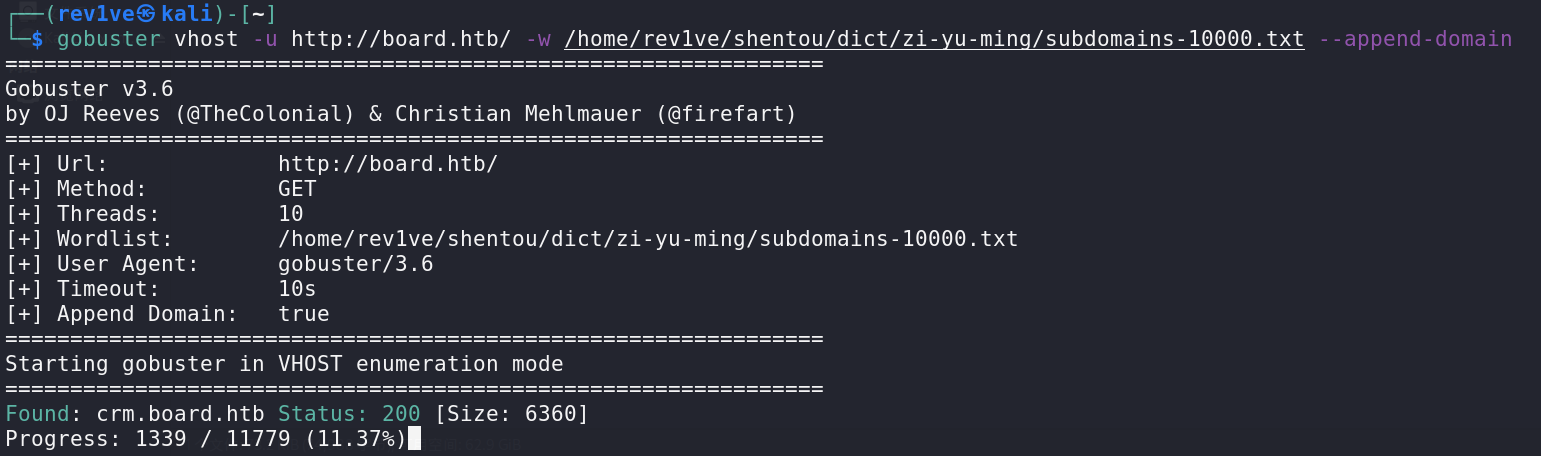 ┌──(rev1ve㉿kali)-[~]
└─$ gobuster vhost -u http://board.htb/ -w /home/rev1ve/shentou/dict/zi-yu-ming/subdomains-10000.txt --append-domain
===============================================================
Gobuster v3.6
by OJ Reeves (@TheColonial) & Christian Mehlmauer (@firefart)
===============================================================
[+] Url:             http://board.htb/
[+] Method:          GET
[+] Threads:         10
[+] Wordlist:        /home/rev1ve/shentou/dict/zi-yu-ming/subdomains-10000.txt
[+] User Agent:      gobuster/3.6
[+] Timeout:         10s
[+] Append Domain:   true
===============================================================
Starting gobuster in VHOST enumeration mode
===============================================================
Found: crm.board.htb Status: 200 [Size: 6360]
Progress: 1339 / 11779 (11.37%)